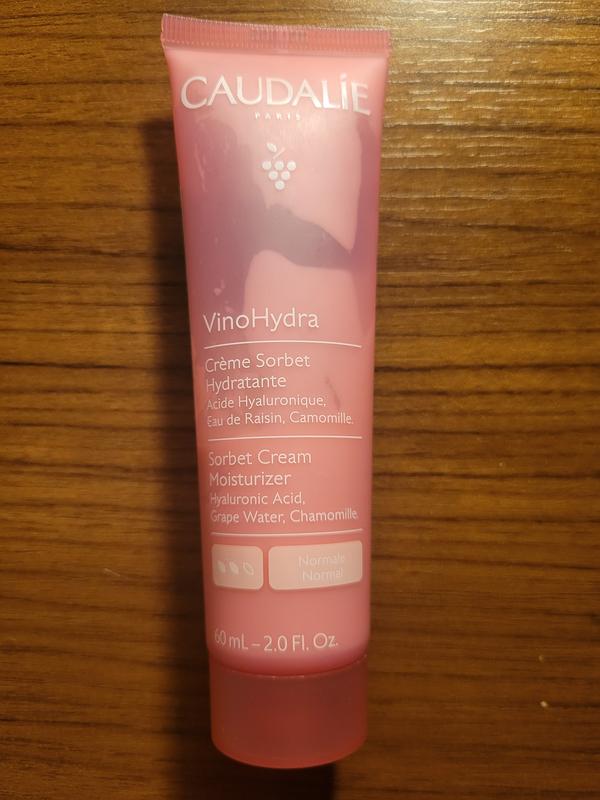 CAUDALÍE
PARIS
VinoHydra
Crème Sorbet
Hydratante
Acide Hyaluronique,
Eau de Raisin, Camomille.
Sorbet Cream
Moisturizer
Hyaluronic Acid,
Grape Water, Chamomille.
Normale
Normal
60 mL – 2.0 Fl. Oz.